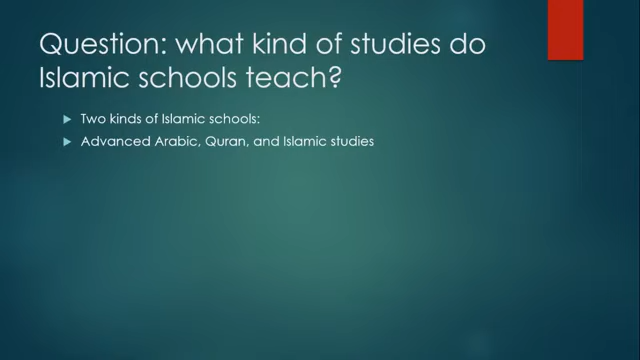 Question: what kind of studies do
Islamic schools teach?
Two kinds of Islamic schools:
Advanced Arabic, Quran, and Islamic studies